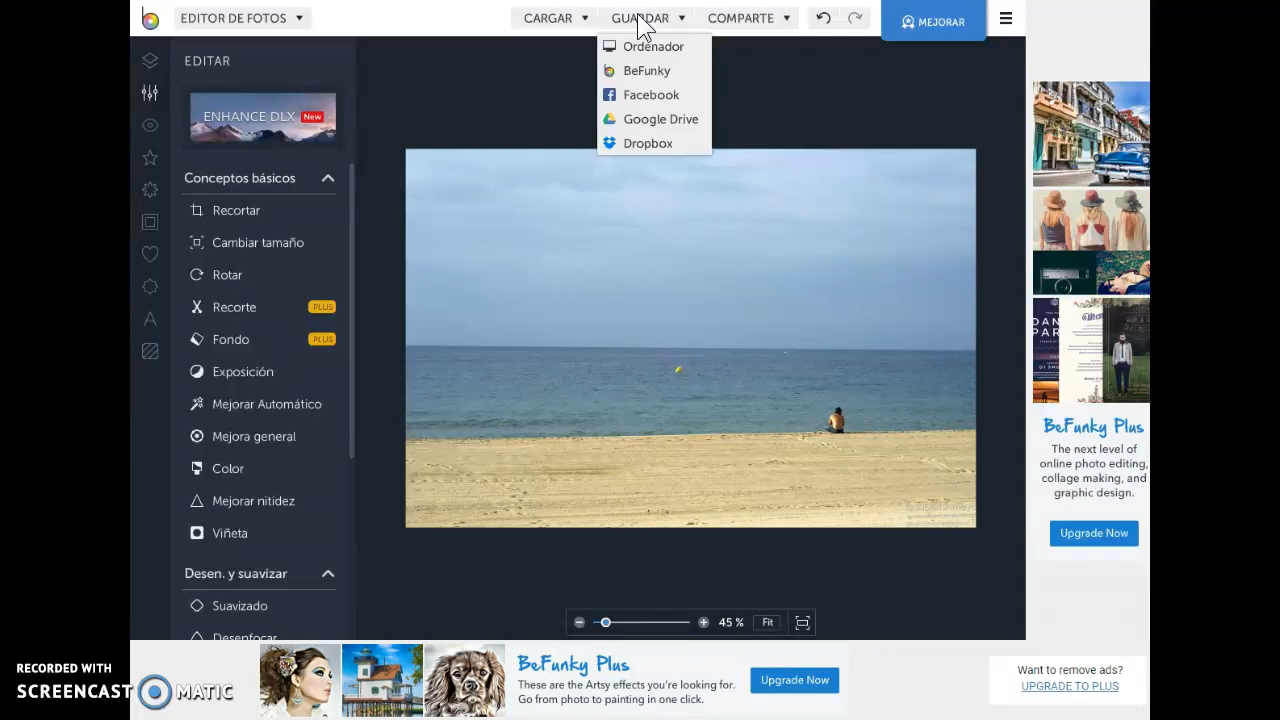 EDITOR DE FOTOS
CARGAR
GUARDAR
COMPARTE
MEJORAR
Ordenador
BeFunky
Facebook
Google Drive
Dropbox
EDITAR
ENHANCE DLX New
Conceptos básicos
Recortar
Cambiar tamaño
Rotar
Recorte PLUS
Fondo PLUS
Exposición
Mejorar Automático
Mejora general
Color
Mejorar nitidez
Viñeta
Desen. y suavizar
Suavizado
Desenfocar
45 %
Fit
BeFunky Plus
The next level of
online photo editing,
collage making, and
graphic design.
Upgrade Now
BeFunky Plus
These are the Artsy effects you're looking for.
Go from photo to painting in one click.
Upgrade Now
Want to remove ads?
UPGRADE TO PLUS
RECORDED WITH
SCREENCAST MATIC